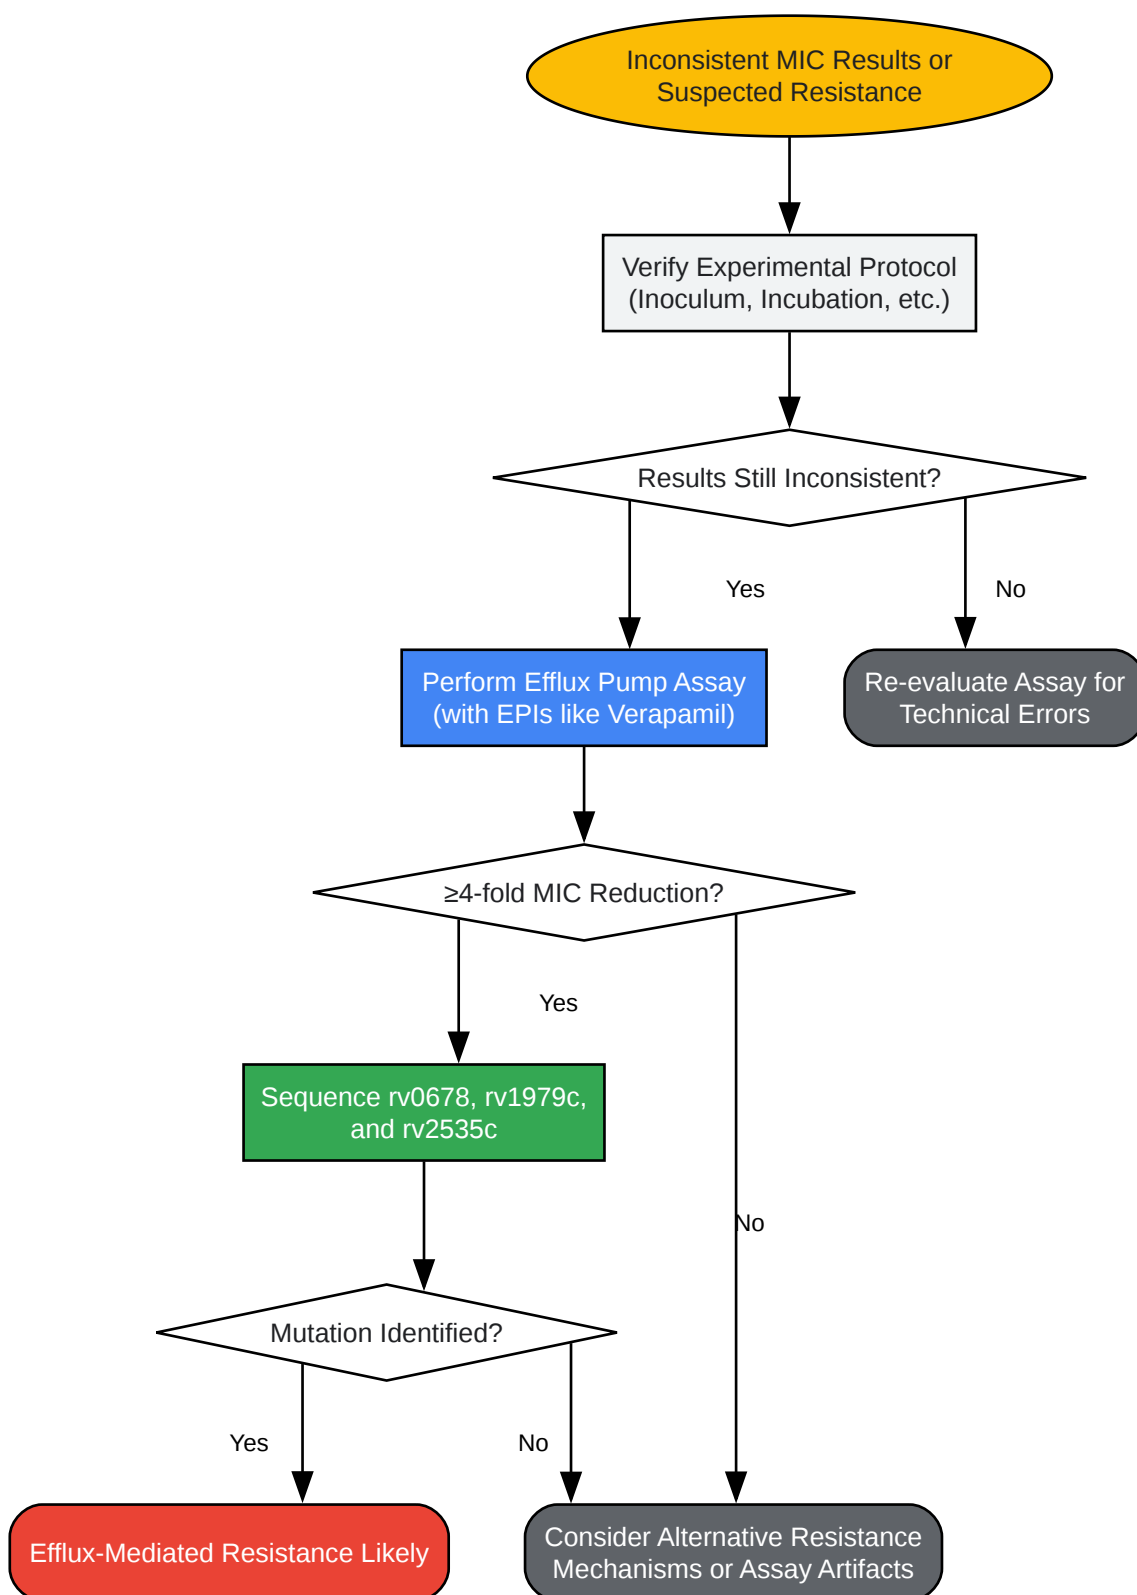 Inconsistent MIC Results or
Suspected Resistance
Verify Experimental Protocol
(Inoculum, Incubation, etc.)
Results Still Inconsistent?
Yes
No
Perform Efflux Pump Assay
(with EPIs like Verapamil)
Re-evaluate Assay for
Technical Errors
≥4-fold MIC Reduction?
Yes
Sequence rv0678, rv1979c,
and rv2535c
No
Mutation Identified?
Yes
No
Efflux-Mediated Resistance Likely
Consider Alternative Resistance
Mechanisms or Assay Artifacts